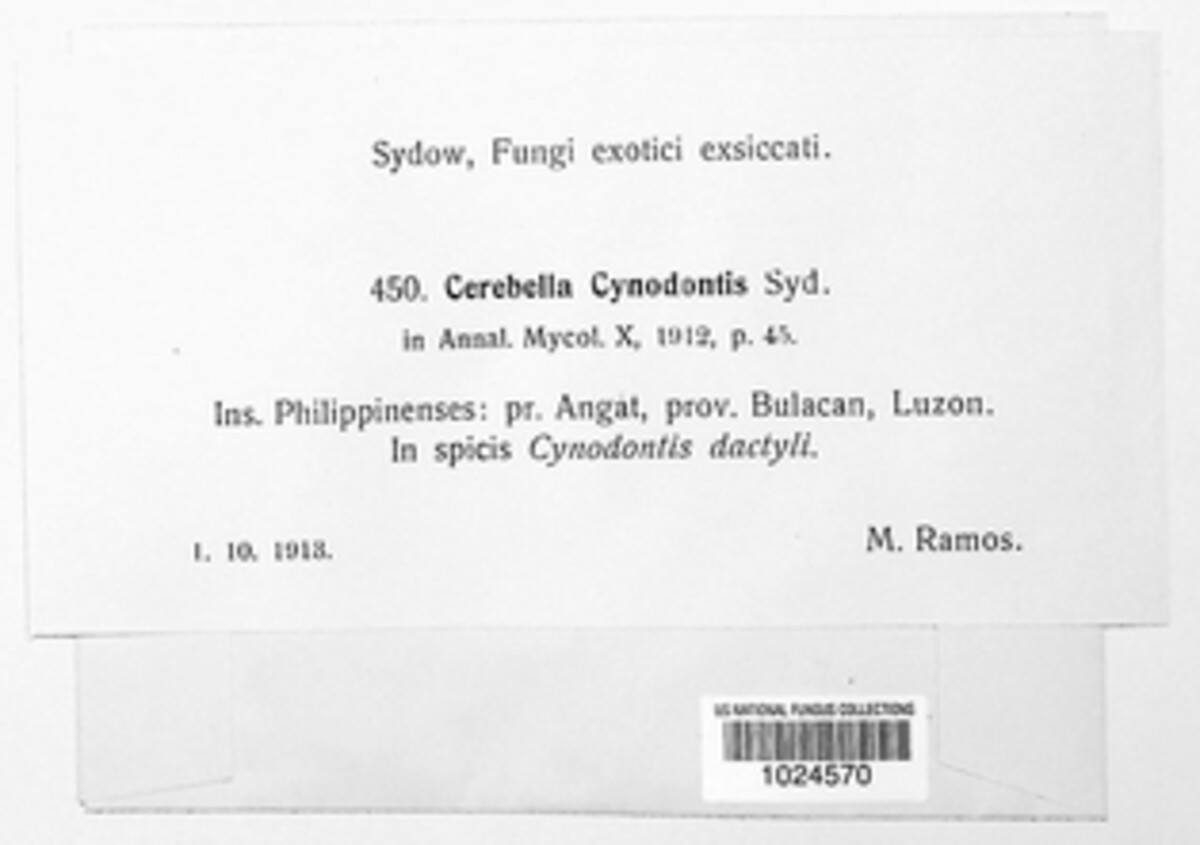 Sydow, Fungi exotici exsiccati.
450. Cerebella Cynodontis Syd.
in Annal. Mycol. X, 1912, p. 45.
Ins. Philippinenses: pr. Angat, prov. Bulacan, Luzon.
In spicis Cynodontis dactyli.
1. 10. 1913.
M. Ramos.
US NATIONAL FUNGUS COLLECTIONS
1024570